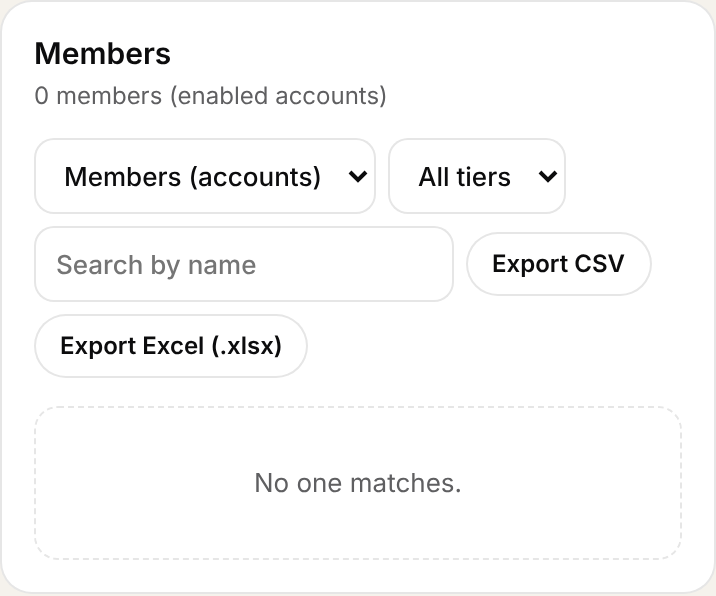 Members
0 members (enabled accounts)
Members (accounts) All tiers
Search by name Export CSV
Export Excel (.xlsx)
No one matches.